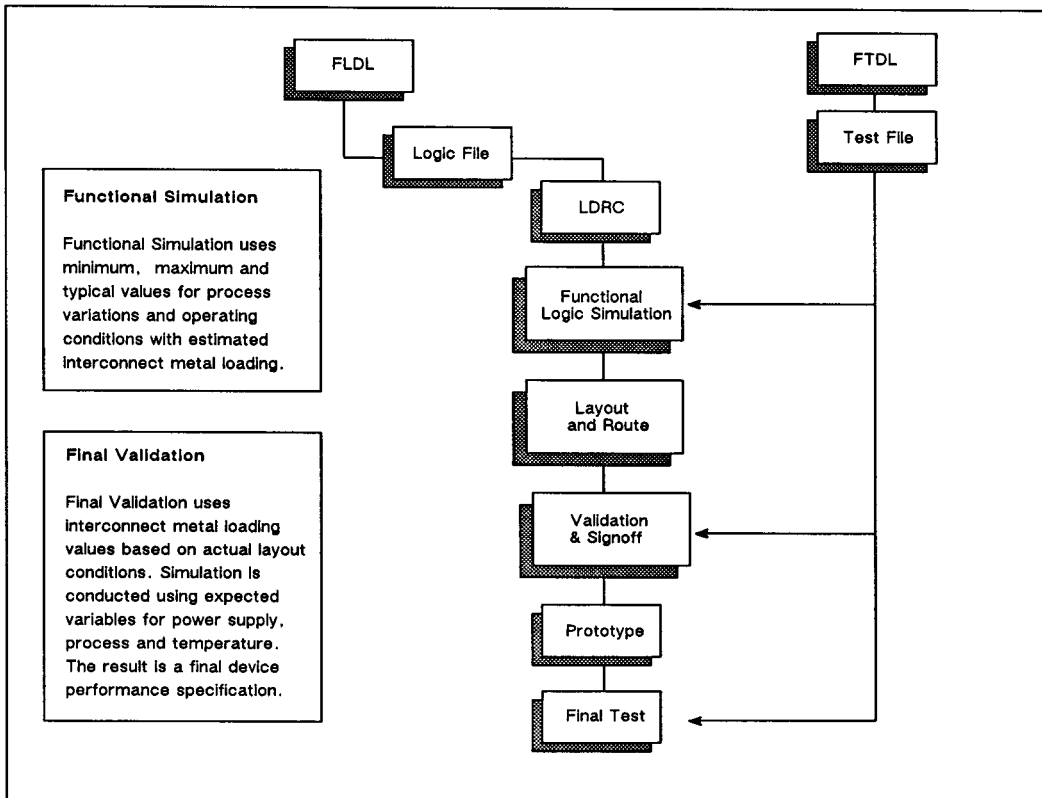 FLDL
FTDL
Logic File
Test File
LDRC
Functional Simulation
Functional Simulation uses
minimum, maximum and
typical values for process
variations and operating
conditions with estimated
interconnect metal loading.
Functional
Logic Simulation
Layout
and Route
Final Validation
Final Validation uses
interconnect metal loading
values based on actual layout
conditions. Simulation is
conducted using expected
variables for power supply,
process and temperature.
The result is a final device
performance specification.
Validation
& Signoff
Prototype
Final Test